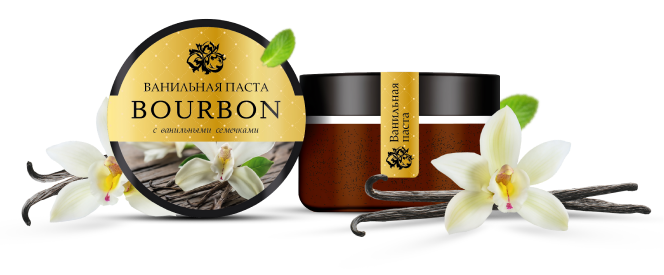 ВАНИЛЬНАЯ ПАСТА
BOURBON
с ванильными семечками
Ванильная
паста